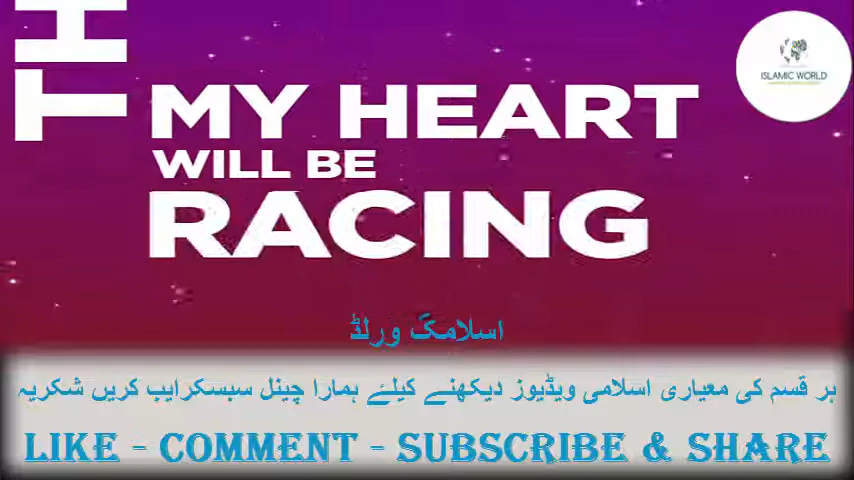 TH
MY HEART
WILL BE
RACING
ISLAMIC WORLD
اسلامک ورلڈ
ہر قسم کی معیاری اسلامی ویڈیوز دیکھنے کیلئے ہمارا چینل سبسکرایب کریں شکریہ
LIKE - COMMENT - SUBSCRIBE & SHARE